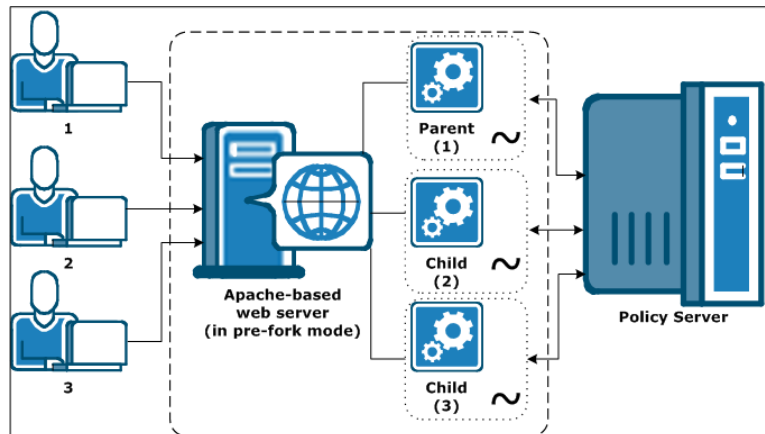 1
2
3
Apache-based
web server
(in pre-fork mode)
Parent
(1)
~
Child
(2)
~
Child
(3)
~
Policy Server